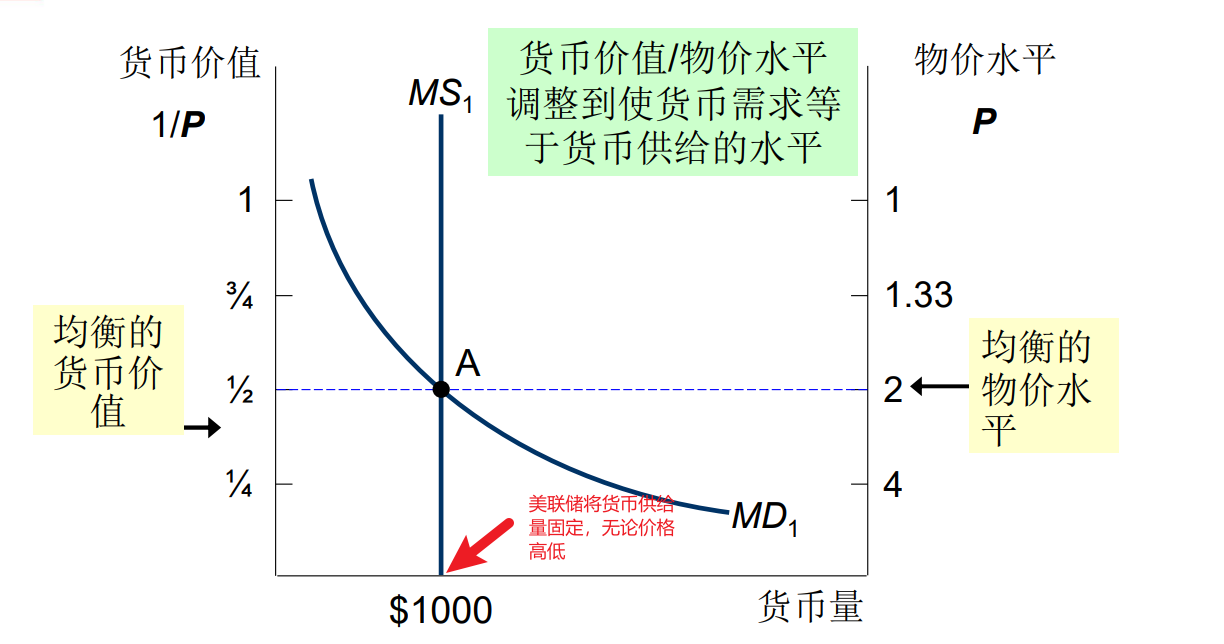 货币价值
1/P
物价水平
P
MS1
货币价值/物价水平
调整到使货币需求等
于货币供给的水平
1
¾
½
¼
1
1.33
2
4
均衡的
货币价
值
A
均衡的
物价水
平
美联储将货币供给
量固定，无论价格
高低
MD1
$1000
货币量